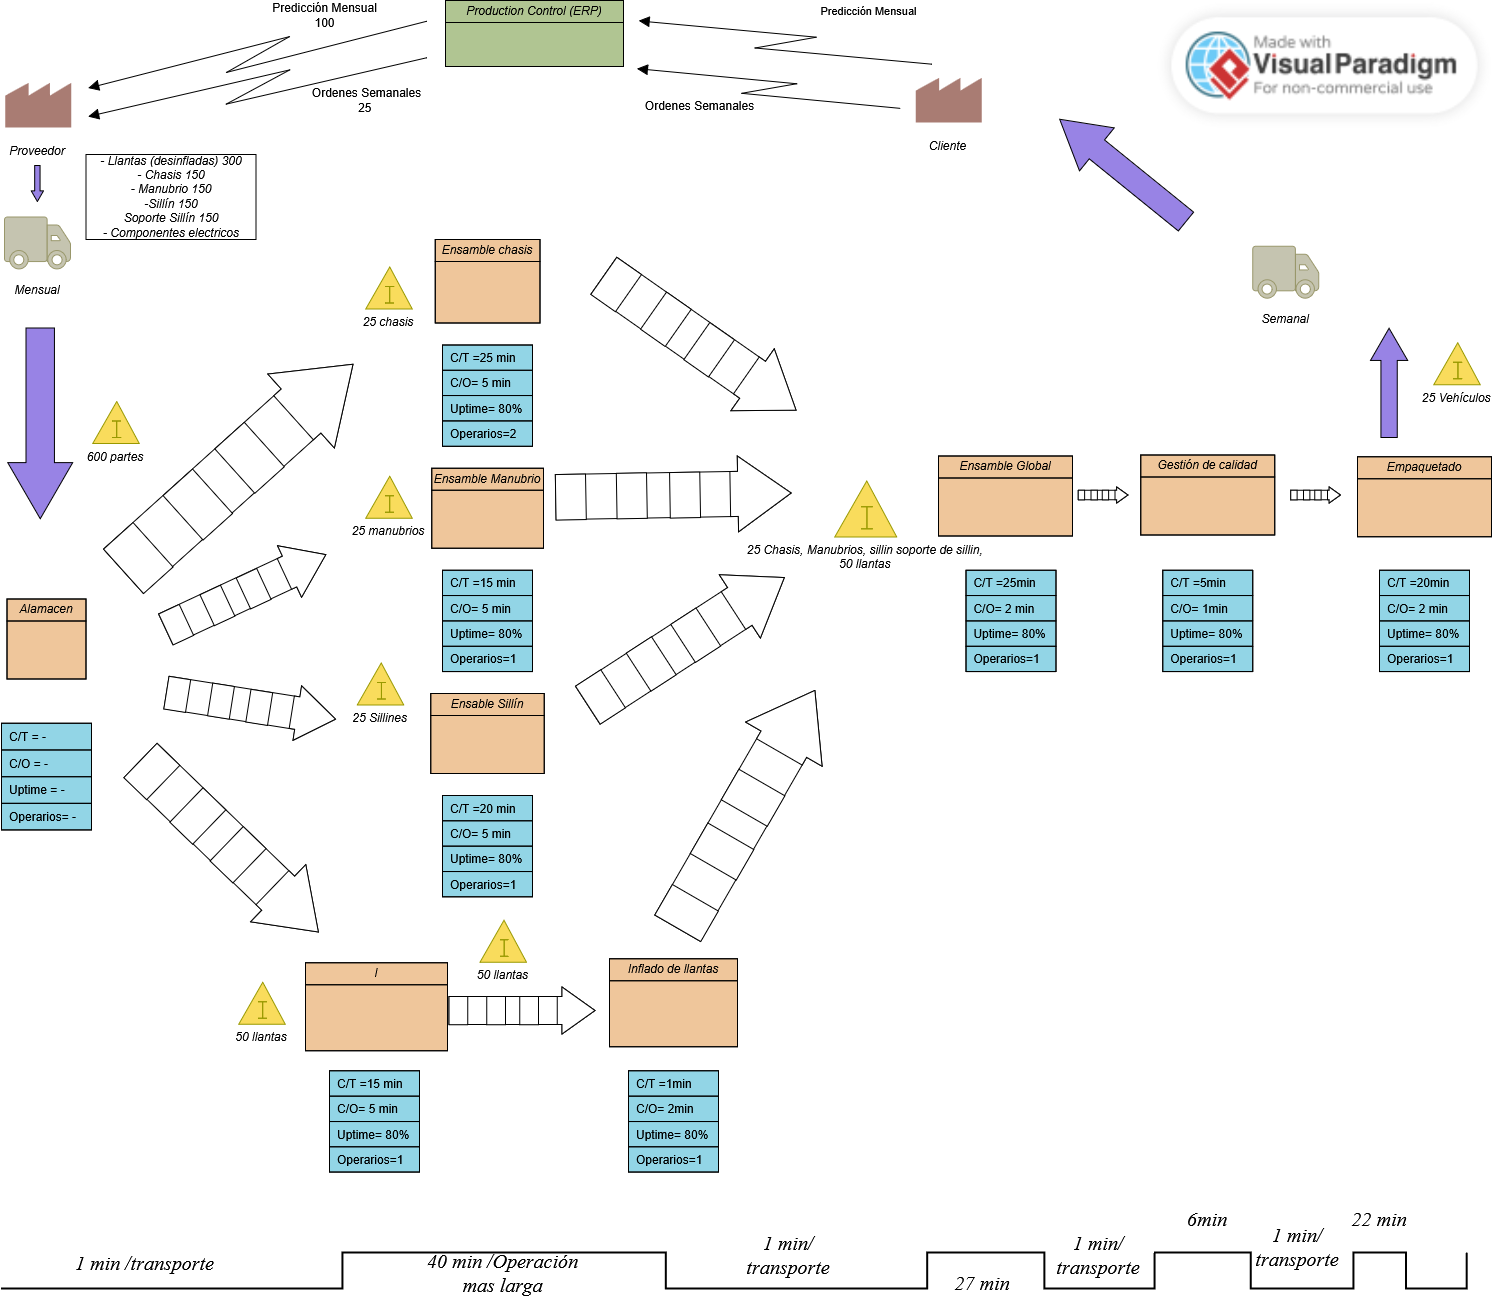 Predicción Mensual
100
Production Control (ERP)
Predicción Mensual
Made with
VisualParadigm
For non-commercial use
Ordenes Semanales
25
Ordenes Semanales
Proveedor
Cliente
- Llantas (desinfladas) 300
- Chasis 150
- Manubrio 150
-Sillín 150
Soporte Sillín 150
- Componentes electricos
Mensual
Semanal
600 partes
25 chasis
Ensamble chasis
C/T =25 min
C/O= 5 min
Uptime= 80%
Operarios=2
25 manubrios
Ensamble Manubrio
C/T =15 min
C/O= 5 min
Uptime= 80%
Operarios=1
25 Sillines
Ensable Sillín
C/T =20 min
C/O= 5 min
Uptime= 80%
Operarios=1
Alamacen
C/T = -
C/O = -
Uptime = -
Operarios= -
50 llantas
I
C/T =15 min
C/O= 5 min
Uptime= 80%
Operarios=1
50 llantas
Inflado de llantas
C/T =1min
C/O= 2min
Uptime= 80%
Operarios=1
25 Chasis, Manubrios, sillin soporte de sillin,
50 llantas
Ensamble Global
C/T =25min
C/O= 2 min
Uptime= 80%
Operarios=1
Gestión de calidad
C/T =5min
C/O= 1min
Uptime= 80%
Operarios=1
Empaquetado
C/T =20min
C/O= 2 min
Uptime= 80%
Operarios=1
25 Vehículos
1 min /transporte
40 min /Operación
mas larga
1 min/
transporte
27 min
1 min/
transporte
6min
1 min/
transporte
22 min